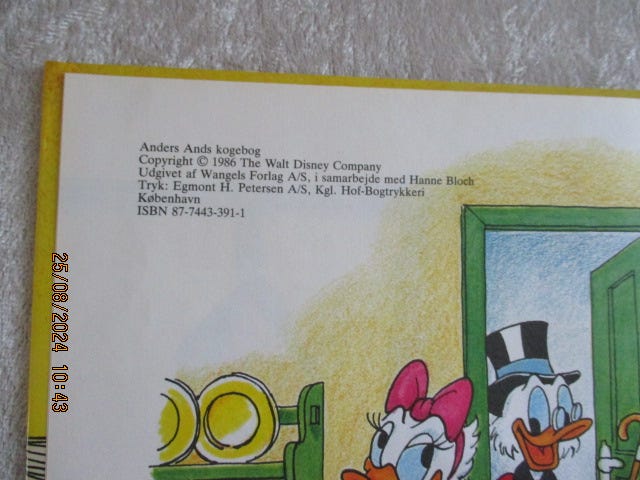 Anders Ands kogebog
Copyright © 1986 The Walt Disney Company
Udgivet af Wangels Forlag A/S, i samarbejde med Hanne Bloch
Tryk: Egmont H. Petersen A/S, Kgl. Hof-Bogtrykkeri
København
ISBN 87-7443-391-1
25/08/2024 10:43